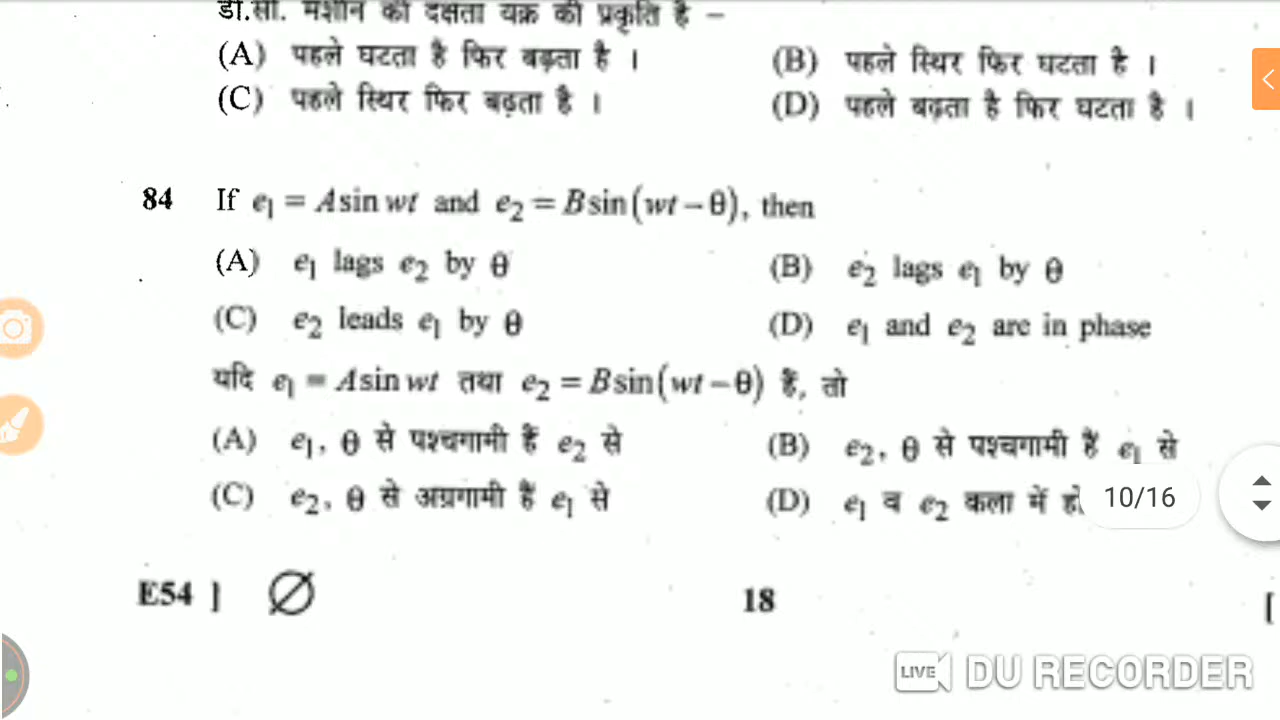 डी.सी. मशीन की दक्षता यक्र की प्रकृति है –
(A) पहले घटता है फिर बढ़ता है । (B) पहले स्थिर फिर घटता है ।
(C) पहले स्थिर फिर बढ़ता है । (D) पहले बढ़ता है फिर घटता है ।
84 If e₁ = A sin wt and e₂ = B sin(wt – θ), then
(A) e₁ lags e₂ by θ (B) e₂ lags e₁ by θ
(C) e₂ leads e₁ by θ (D) e₁ and e₂ are in phase
यदि e₁ = A sin wt तथा e₂ = B sin(wt – θ) हैं, तो
(A) e₁, θ से पश्चगामी हैं e₂ से (B) e₂, θ से पश्चगामी हैं e₁ से
(C) e₂, θ से अग्रगामी हैं e₁ से (D) e₁ व e₂ कला में
10/16
E54 ] 18 [
LIVE DU RECORDER